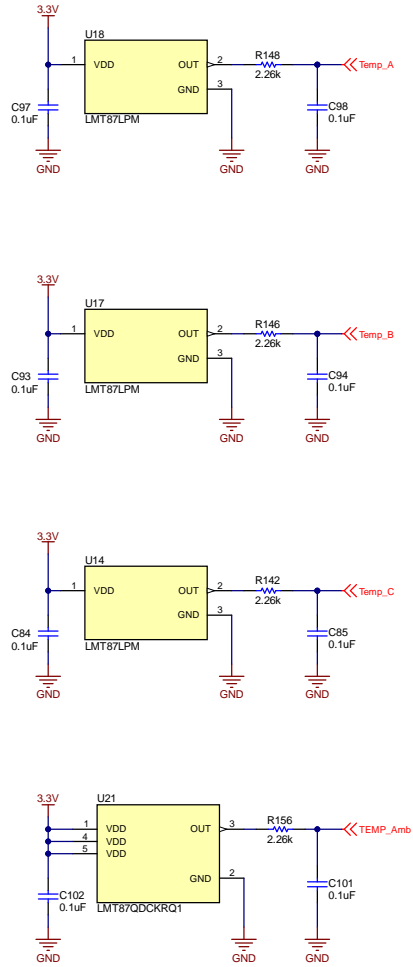 3.3V
U18
1 VDD OUT 2 R148 Temp_A
GND 3 2.26k
C97 C98
0.1uF 0.1uF
LMT87LPM
GND GND GND
3.3V
U17
1 VDD OUT 2 R146 Temp_B
GND 3 2.26k
C93 C94
0.1uF 0.1uF
LMT87LPM
GND GND GND
3.3V
U14
1 VDD OUT 2 R142 Temp_C
GND 3 2.26k
C84 C85
0.1uF 0.1uF
LMT87LPM
GND GND GND
3.3V
U21
1 VDD OUT 3 R156 TEMP_Amb
4 VDD 2.26k
5 VDD
GND 2
C102 C101
0.1uF 0.1uF
LMT87QDCKRQ1
GND GND GND